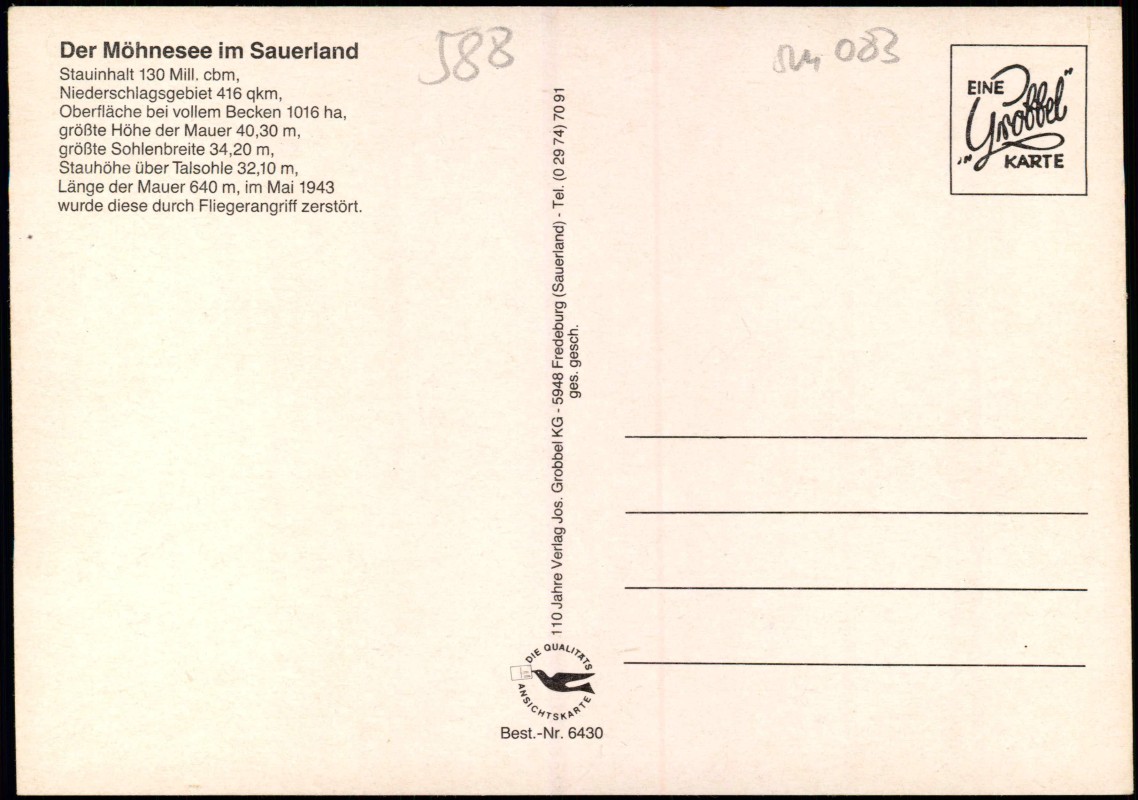 Der Möhnesee im Sauerland
Stauinhalt 130 Mill. cbm,
Niederschlagsgebiet 416 qkm,
Oberfläche bei vollem Becken 1016 ha,
größte Höhe der Mauer 40,30 m,
größte Sohlenbreite 34,20 m,
Stauhöhe über Talsohle 32,10 m,
Länge der Mauer 640 m, im Mai 1943
wurde diese durch Fliegerangriff zerstört.
588
083
EINE
„Grobbel"
KARTE
110 Jahre Verlag Jos. Grobbel KG - 5948 Fredeburg (Sauerland) - Tel. (0 29 74) 70 91
ges. gesch.
DIE QUALITÄTS
ANSICHTSKARTE
Best.-Nr. 6430